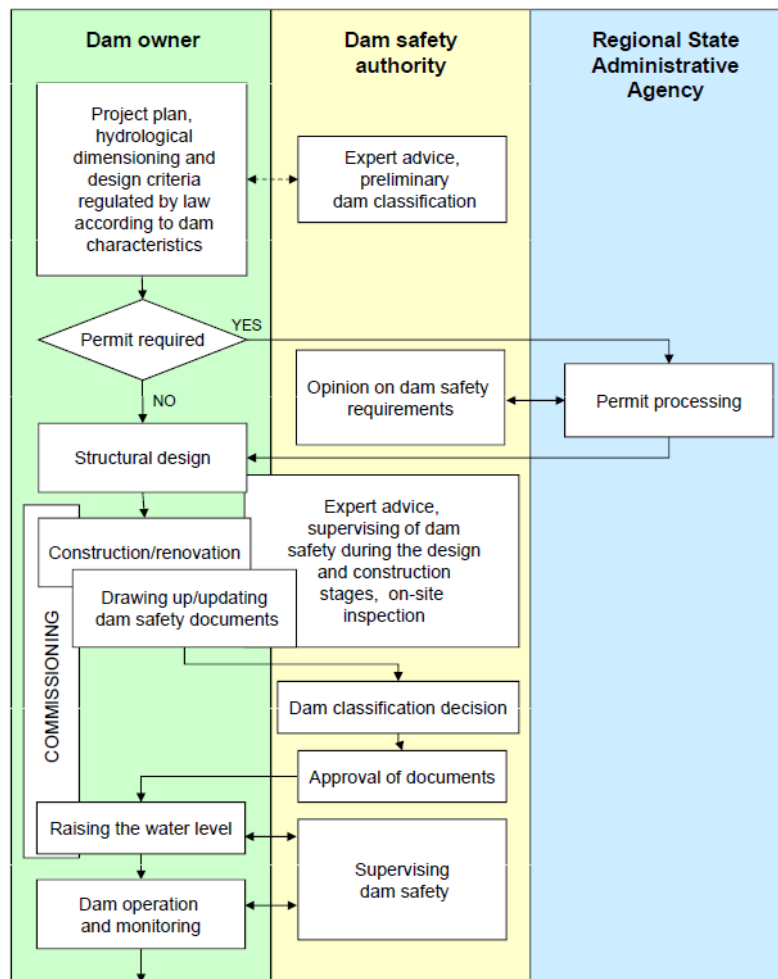 Dam owner
Dam safety
authority
Regional State
Administrative
Agency
Project plan,
hydrological
dimensioning and
design criteria
regulated by law
according to dam
characteristics
Expert advice,
preliminary
dam classification
Permit required
YES
NO
Opinion on dam safety
requirements
Permit processing
Structural design
Expert advice,
supervising of dam
safety during the design
and construction
stages, on-site
inspection
COMMISSIONING
Construction/renovation
Drawing up/updating
dam safety documents
Dam classification decision
Approval of documents
Raising the water level
Supervising
dam safety
Dam operation
and monitoring